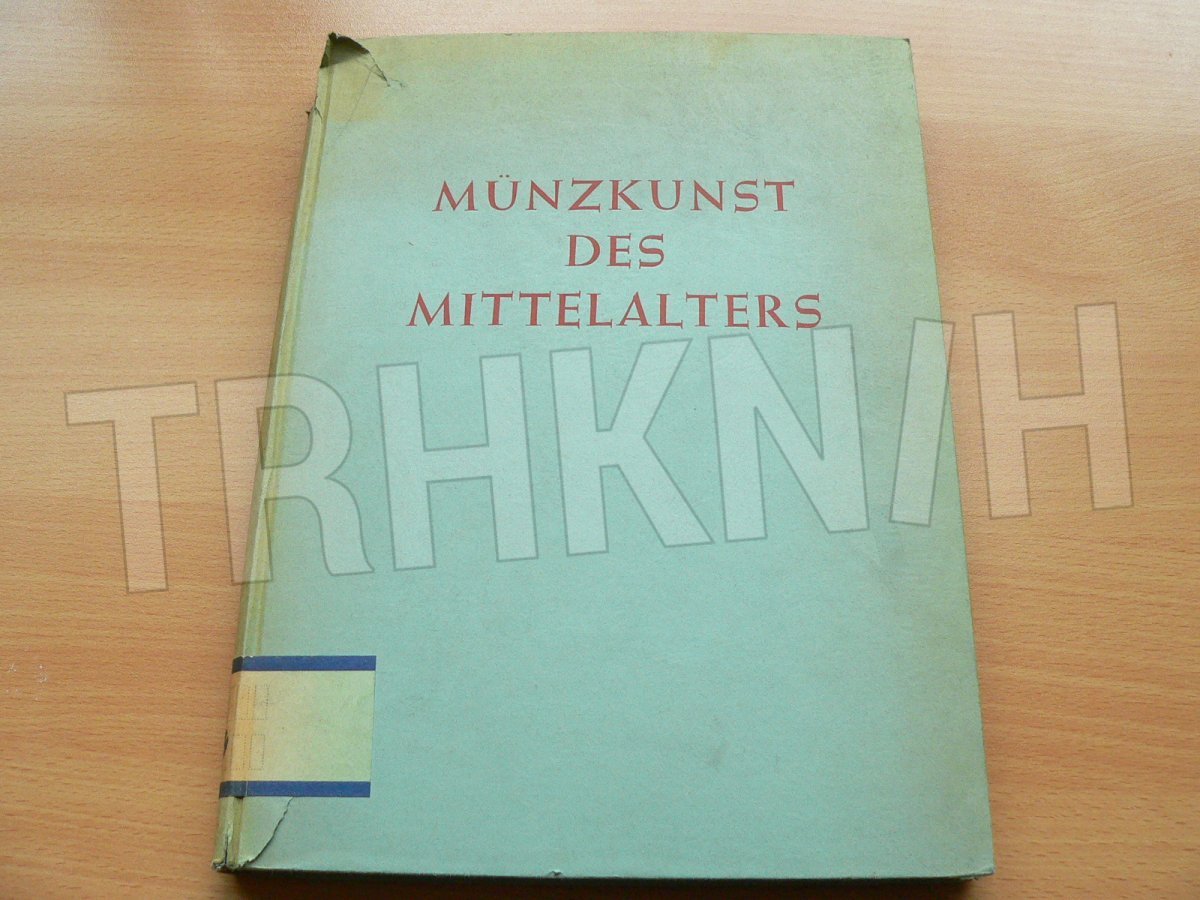 MÜNZKUNST
DES
MITTELALTERS
TRHKNIH